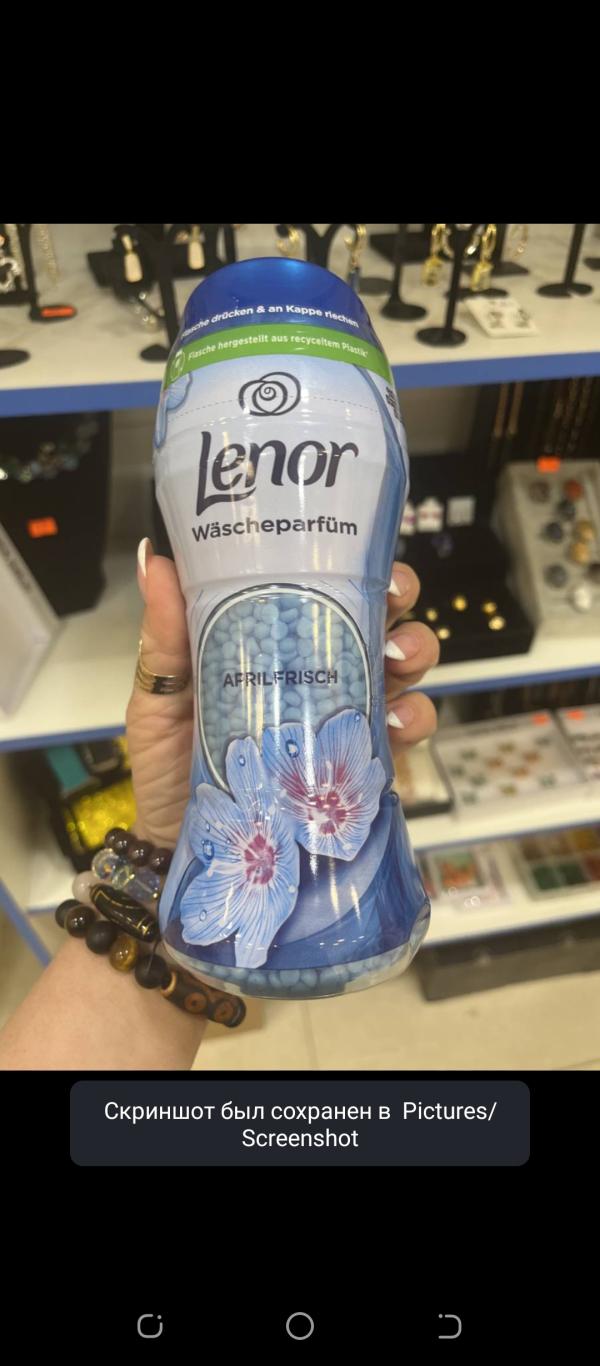 Flasche drücken & an Kappe riechen
Flasche hergestellt aus recyceltem Plastik*
Lenor
Wäscheparfüm
APRILFRISCH
Скриншот был сохранен в Pictures/
Screenshot